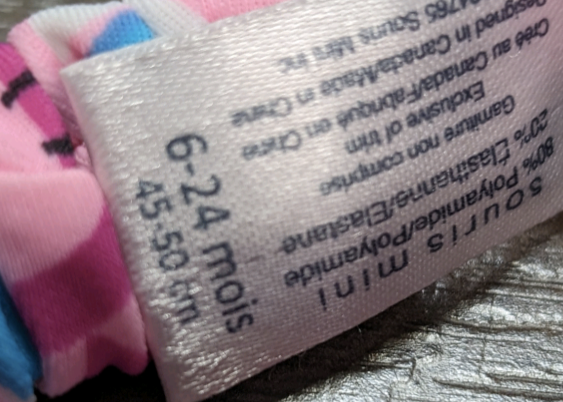 souris mini
80% Polyamide/Polyamide
20% Élasthanne/Elastane
Garniture non comprise
Exclusive of trim
Créé au Canada/Fabriqué en Chine
Designed in Canada/Made in China
Souris Mini Inc
6-24 mois
45-50 cm